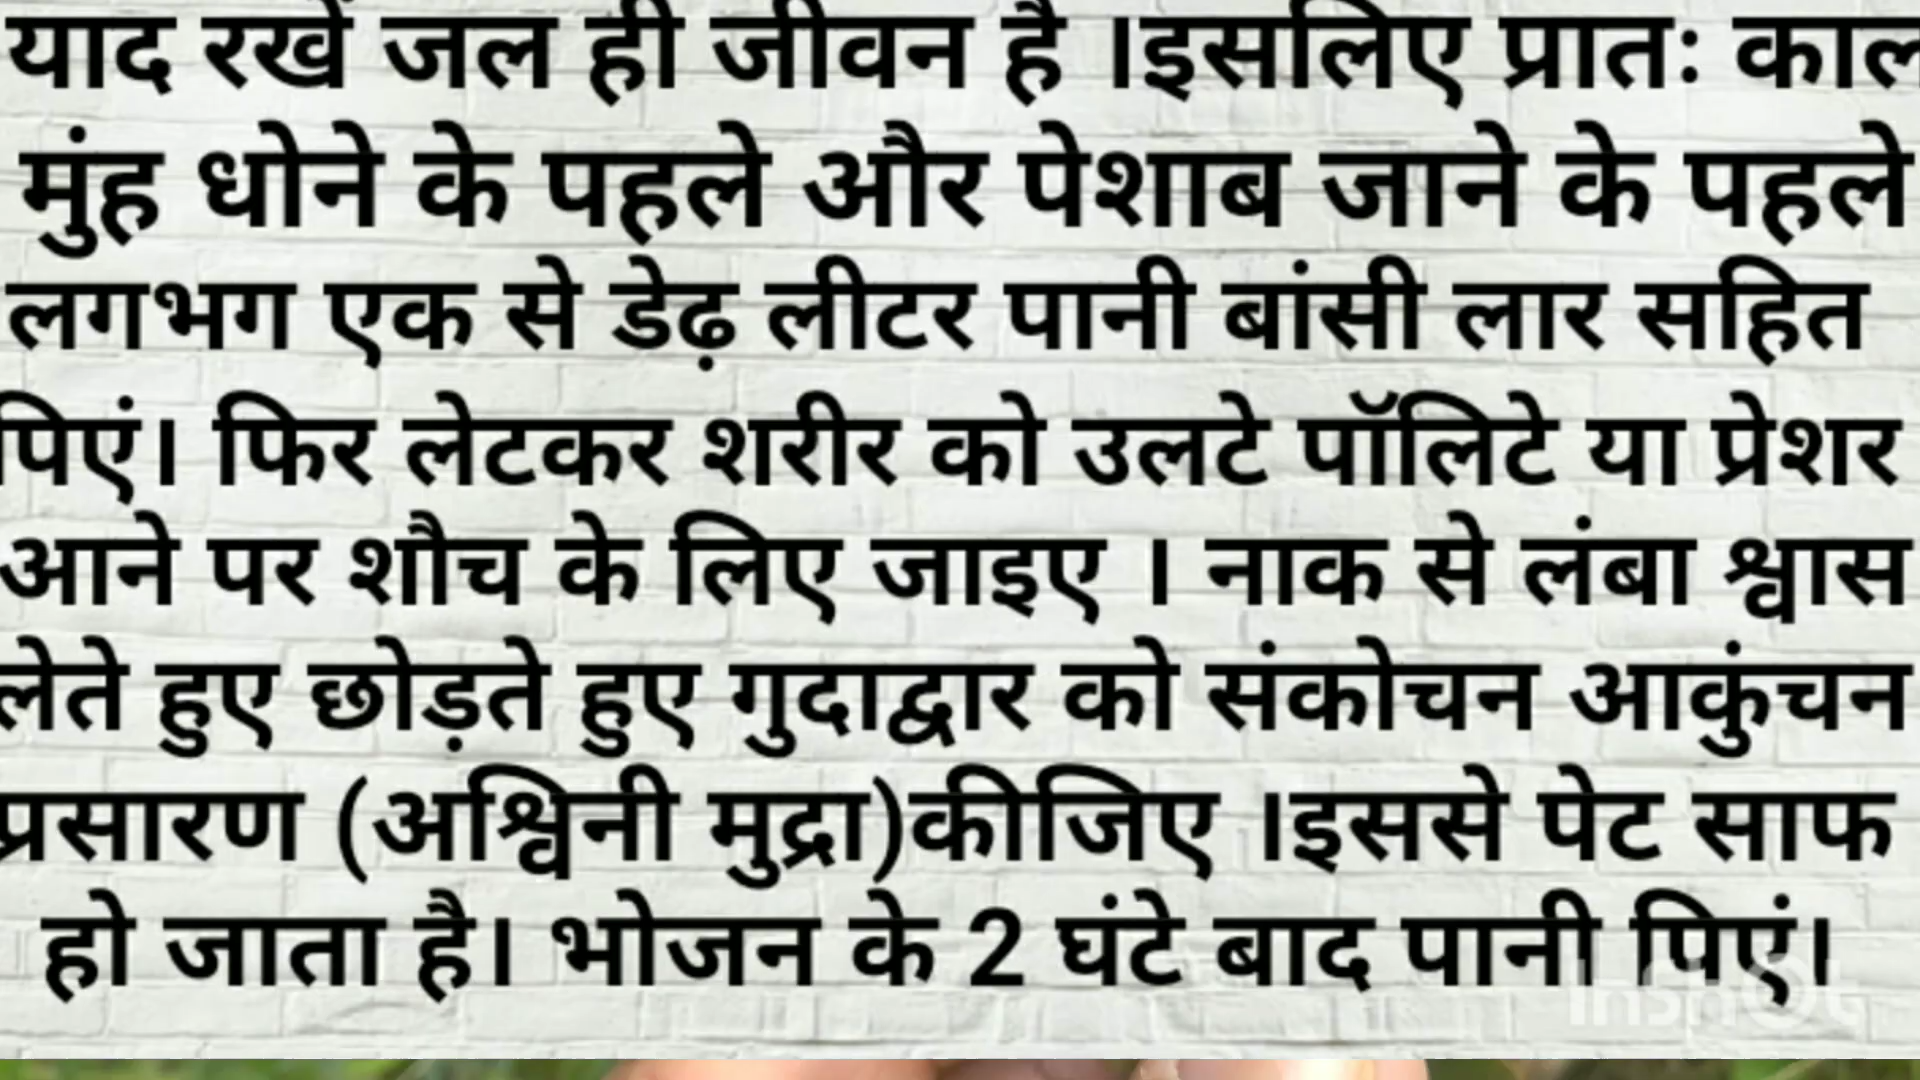 याद रखें जल ही जीवन है ।इसलिए प्रातः काल
मुंह धोने के पहले और पेशाब जाने के पहले
लगभग एक से डेढ़ लीटर पानी बांसी लार सहित
पिएं। फिर लेटकर शरीर को उलटे पॉलिटे या प्रेशर
आने पर शौच के लिए जाइए । नाक से लंबा श्वास
लेते हुए छोड़ते हुए गुदाद्वार को संकोचन आकुंचन
प्रसारण (अश्विनी मुद्रा)कीजिए ।इससे पेट साफ
हो जाता है। भोजन के 2 घंटे बाद पानी पिएं।
InShOt